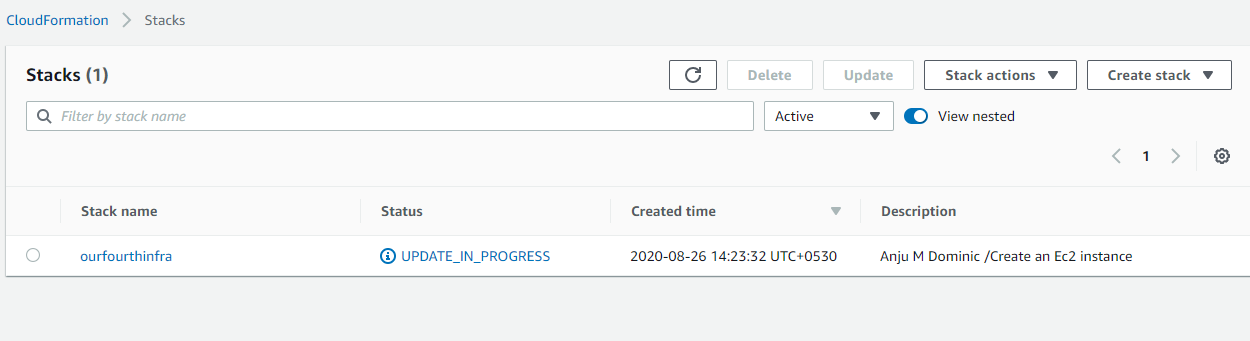 CloudFormation > Stacks
Stacks (1)
Delete
Update
Stack actions
Create stack
Filter by stack name
Active
View nested
1
Stack name Status Created time Description
ourfourthinfra UPDATE_IN_PROGRESS 2020-08-26 14:23:32 UTC+0530 Anju M Dominic /Create an Ec2 instance